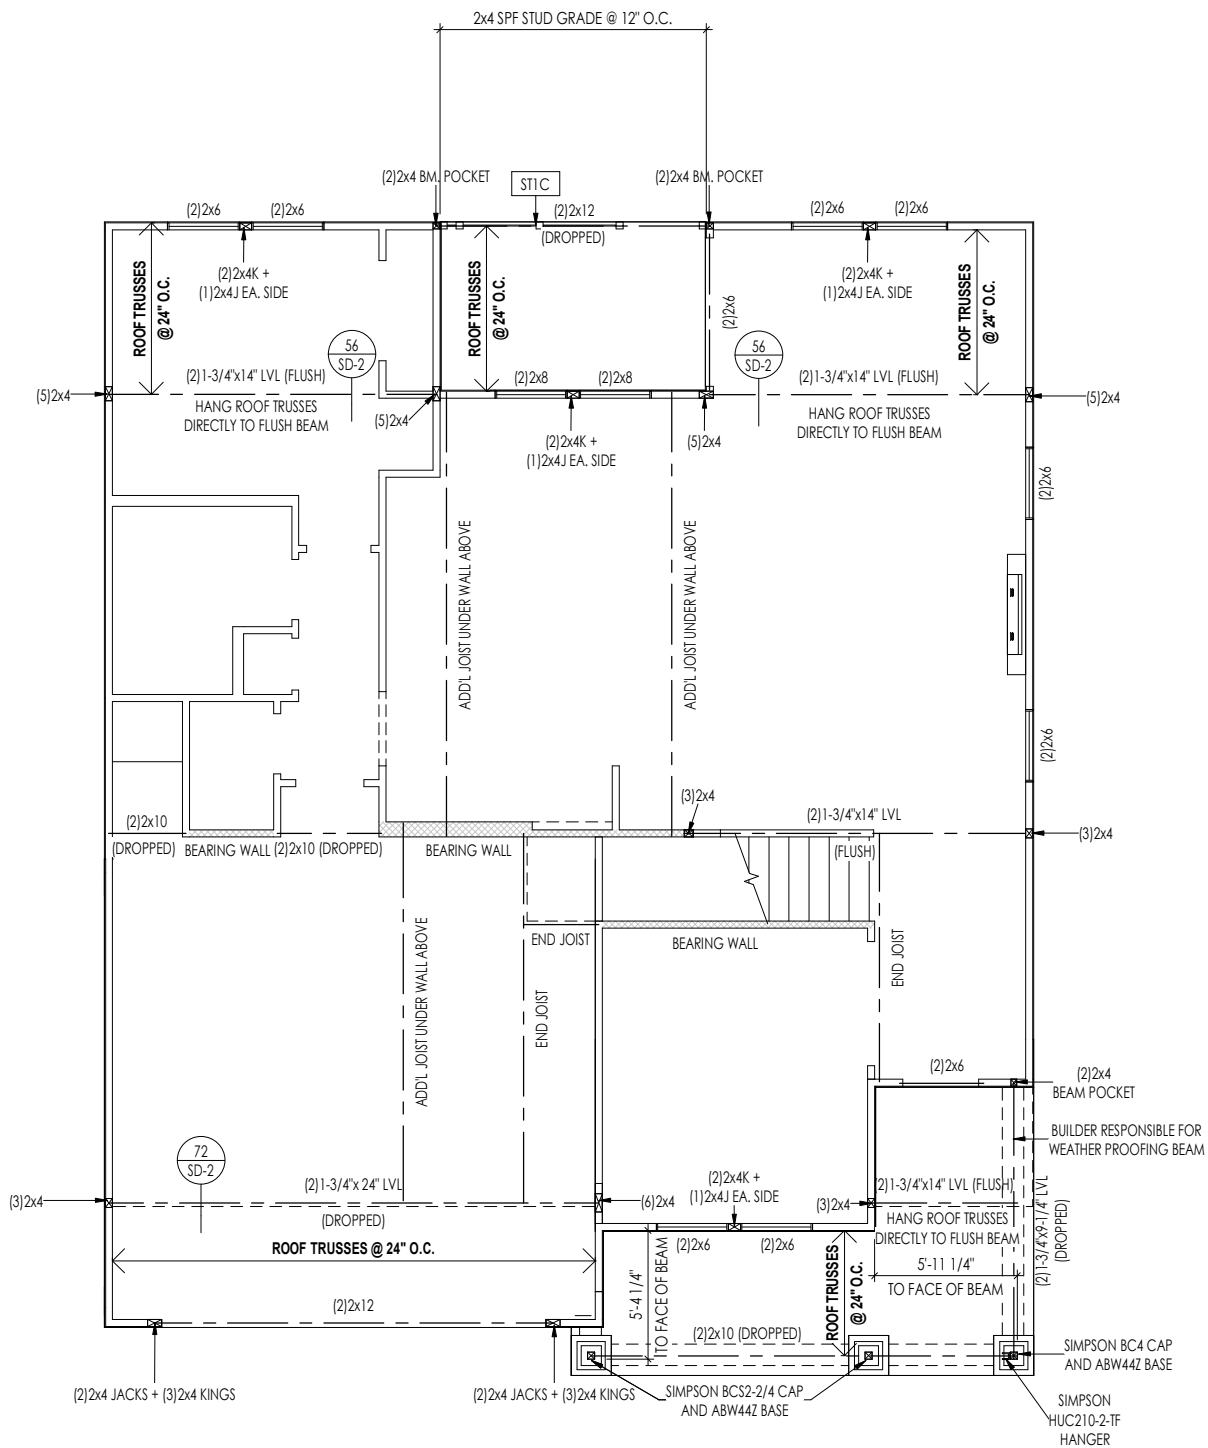 2x4 SPF STUD GRADE @ 12" O.C.
(2)2x4 BM. POCKET
ST1C
(2)2x4 BM. POCKET
(2)2x6
(2)2x6
(2)2x12
(DROPPED)
(2)2x6
(2)2x6
ROOF TRUSSES
@ 24" O.C.
(2)2x4K +
(1)2x4J EA. SIDE
ROOF TRUSSES
@ 24" O.C.
(2)2x6
(2)2x4K +
(1)2x4J EA. SIDE
ROOF TRUSSES
@ 24" O.C.
56
SD-2
56
SD-2
(2)1-3/4"x14" LVL (FLUSH)
(2)2x8
(2)2x8
(2)1-3/4"x14" LVL (FLUSH)
(5)2x4
HANG ROOF TRUSSES
DIRECTLY TO FLUSH BEAM
(5)2x4
(2)2x4K +
(1)2x4J EA. SIDE
(5)2x4
HANG ROOF TRUSSES
DIRECTLY TO FLUSH BEAM
(5)2x4
(2)2x6
ADD'L JOIST UNDER WALL ABOVE
ADD'L JOIST UNDER WALL ABOVE
(2)2x6
(3)2x4
(2)2x10
(DROPPED)
BEARING WALL
(2)2x10 (DROPPED)
BEARING WALL
(2)1-3/4"x14" LVL
(FLUSH)
(3)2x4
ADD'L JOIST UNDER WALL ABOVE
END JOIST
END JOIST
BEARING WALL
END JOIST
(2)2x6
(2)2x4
BEAM POCKET
BUILDER RESPONSIBLE FOR
WEATHER PROOFING BEAM
72
SD-2
(3)2x4
(2)1-3/4"x 24" LVL
(DROPPED)
(6)2x4
(2)2x4K +
(1)2x4J EA. SIDE
(3)2x4
(2)1-3/4"x14" LVL (FLUSH)
HANG ROOF TRUSSES
DIRECTLY TO FLUSH BEAM
(2)1-3/4"x9-1/4" LVL
(DROPPED)
ROOF TRUSSES @ 24" O.C.
(2)2x6
(2)2x6
5'-4 1/4"
TO FACE OF BEAM
ROOF TRUSSES
@ 24" O.C.
5'-11 1/4"
TO FACE OF BEAM
(2)2x12
(2)2x10 (DROPPED)
(2)2x4 JACKS + (3)2x4 KINGS
(2)2x4 JACKS + (3)2x4 KINGS
SIMPSON BCS2-2/4 CAP
AND ABW44Z BASE
SIMPSON BC4 CAP
AND ABW44Z BASE
SIMPSON
HUC210-2-TF
HANGER